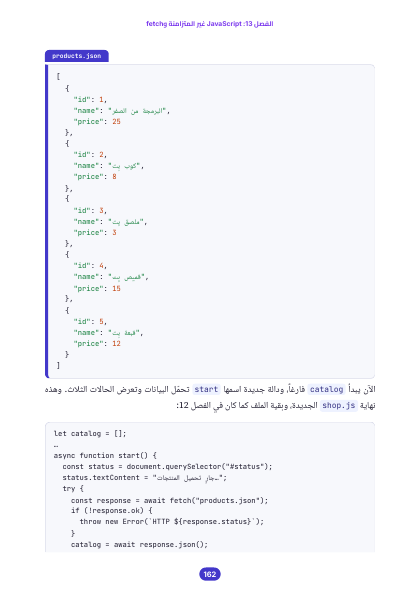 الفصل 13: JavaScript غير المتزامنة وfetch
products.json
[
{
"id": 1,
"name": "البرمجة من الصفر",
"price": 25
},
{
"id": 2,
"name": "كوب بت",
"price": 8
},
{
"id": 3,
"name": "ملصق بت",
"price": 3
},
{
"id": 4,
"name": "قميص بت",
"price": 15
},
{
"id": 5,
"name": "قبعة بت",
"price": 12
}
]
الآن يبدأ catalog فارغاً، ودالة جديدة اسمها start تحمّل البيانات وتعرض الحالات الثلاث. وهذه
نهاية shop.js الجديدة، وبقية الملف كما كان في الفصل 12:
let catalog = [];
…
async function start() {
const status = document.querySelector("#status");
status.textContent = "جارٍ تحميل المنتجات…";
try {
const response = await fetch("products.json");
if (!response.ok) {
throw new Error(`HTTP ${response.status}`);
}
catalog = await response.json();
162